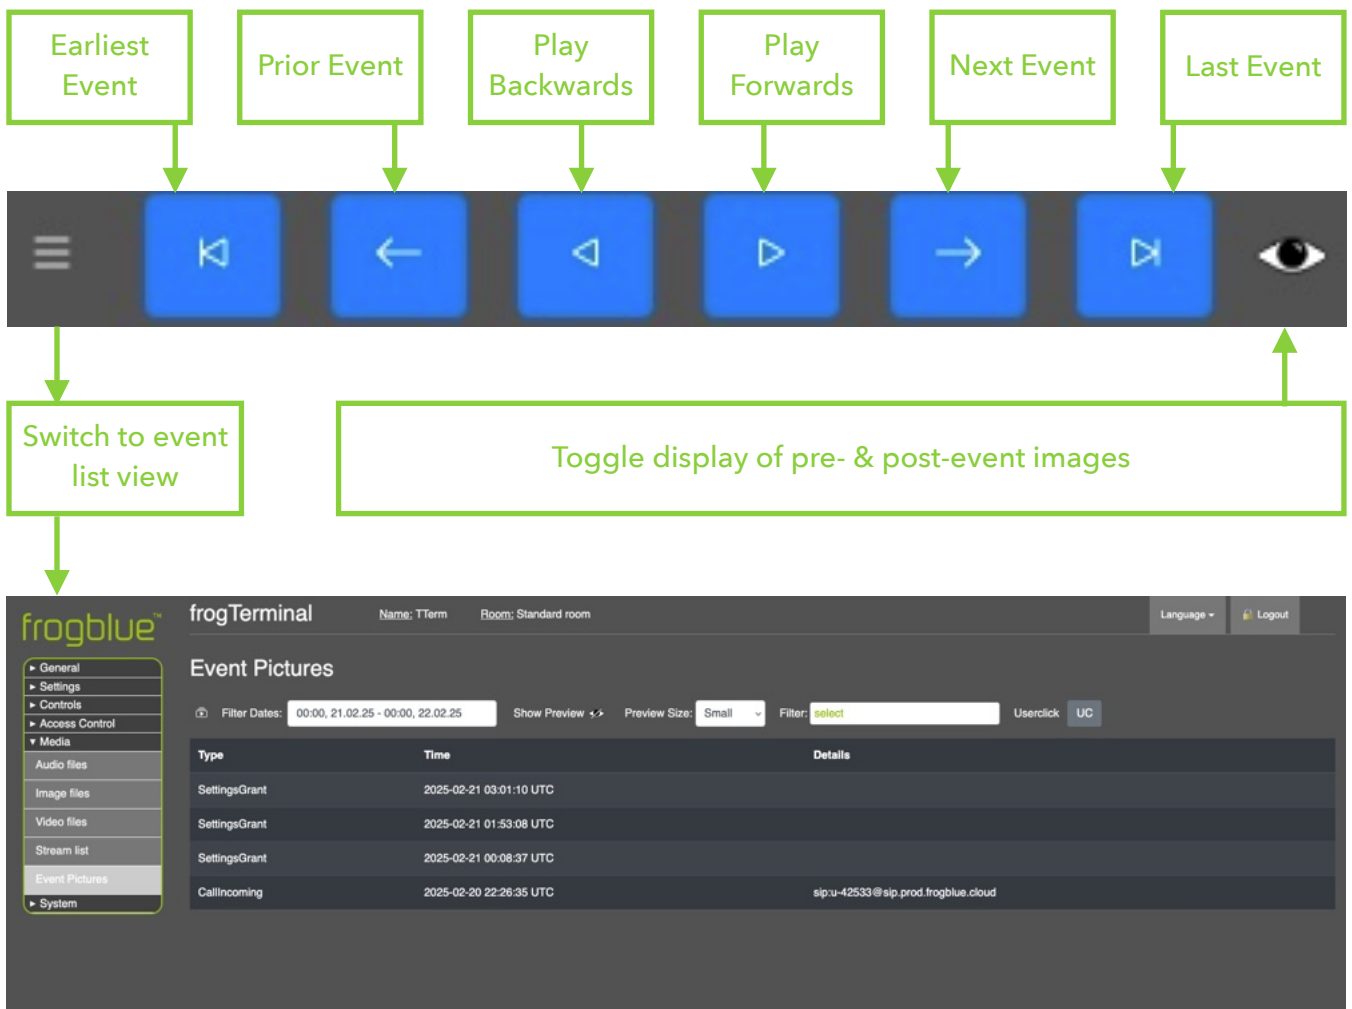 Earliest
Event
Prior Event
Play
Backwards
Play
Forwards
Next Event
Last Event
Switch to event
list view
Toggle display of pre- & post-event images
frogblue™
frogTerminal
Name: TTerm
Room: Standard room
Language
Logout
General
Settings
Controls
Access Control
Media
Audio files
Image files
Video files
Stream list
Event Pictures
System
Event Pictures
Filter Dates: 00:00, 21.02.25 - 00:00, 22.02.25 Show Preview Preview Size: Small Filter: select Userclick UC
Type Time Details
SettingsGrant 2025-02-21 03:01:10 UTC
SettingsGrant 2025-02-21 01:53:08 UTC
SettingsGrant 2025-02-21 00:08:37 UTC
CallIncoming 2025-02-20 22:26:35 UTC sip:u-42533@sip.prod.frogblue.cloud